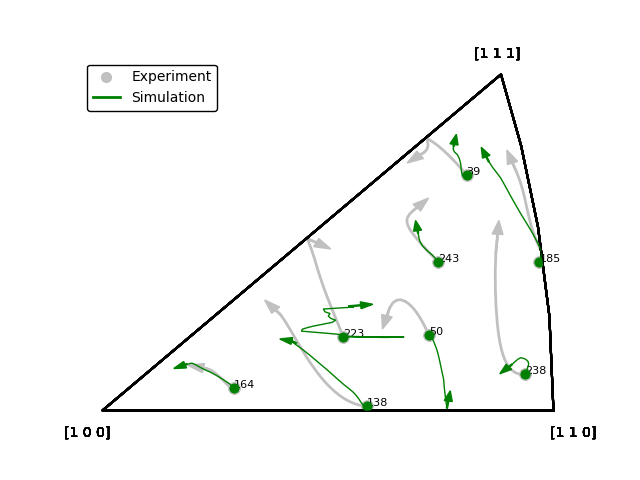 [1 1 1]
Experiment
Simulation
39
243
185
223
50
238
164
138
[1 0 0]
[1 1 0]